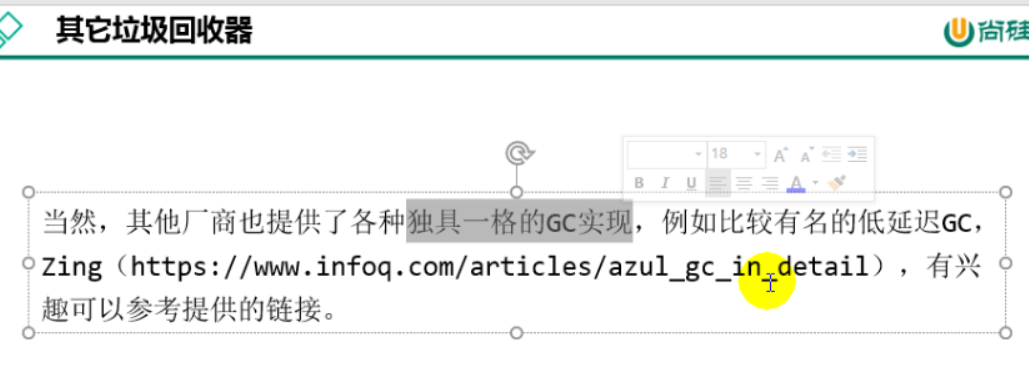 其它垃圾回收器
尚硅
18
B I U A
当然，其他厂商也提供了各种独具一格的GC实现，例如比较有名的低延迟GC，
Zing（https://www.infoq.com/articles/azul_gc_in_detail），有兴
趣可以参考提供的链接。